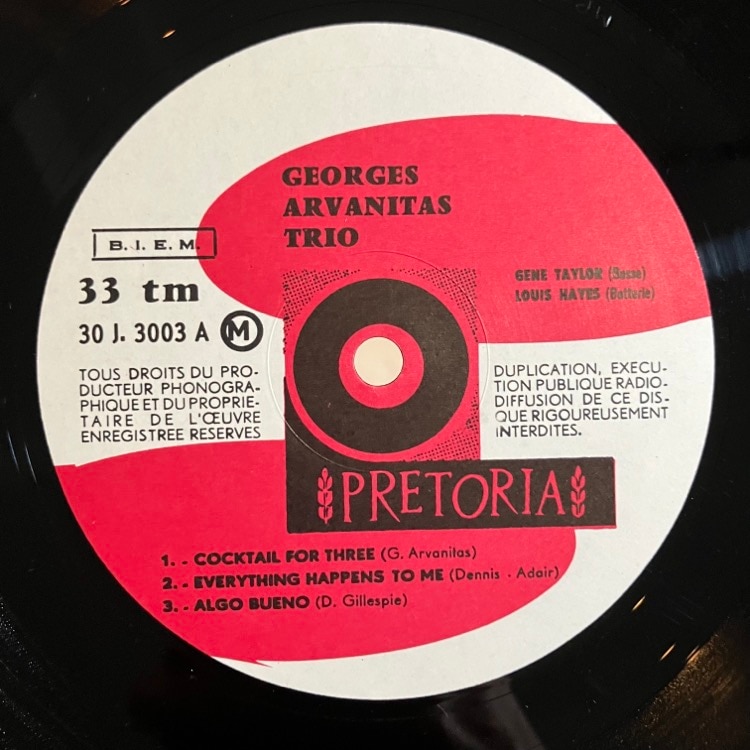 GEORGES
ARVANITAS
TRIO
B. I. E. M.
33 tm
30 J. 3003 A M
GENE TAYLOR (Basse)
LOUIS HAYES (Batterie)
TOUS DROITS DU PRO-
DUCTEUR PHONOGRA-
PHIQUE ET DU PROPRIE-
TAIRE DE L'ŒUVRE
ENREGISTREE RESERVES
DUPLICATION, EXECU-
TION PUBLIQUE RADIO-
DIFFUSION DE CE DIS-
QUE RIGOUREUSEMENT
INTERDITES.
PRETORIA
1. - COCKTAIL FOR THREE (G. Arvanitas)
2. - EVERYTHING HAPPENS TO ME (Dennis - Adair)
3. - ALGO BUENO (D. Gillespie)